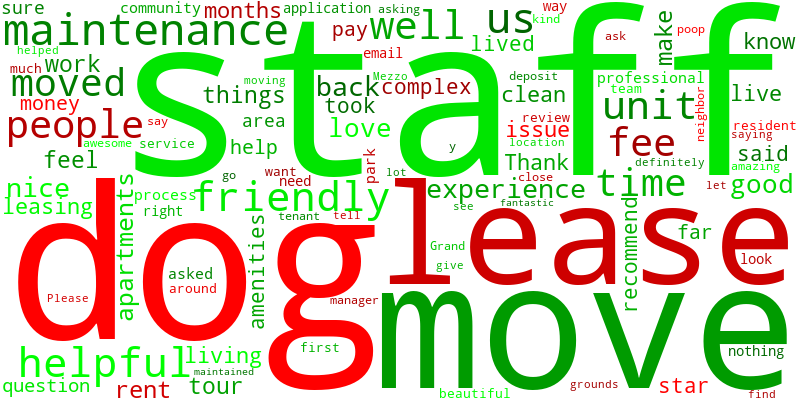 sure community months application asking way
kind
maintenance pay well us ask poop
helped lived make know
much work email
moved moving Mezzo deposit professional
money things back complex clean team unit live
took neighbor
people say area love issue review resident
awesome service saying
feel help park Thank location fee said
y definitely amazing
go want lot close
nice need experience time let good
leasing process friendly
right see fantastic
apartments amenities tenant tell recommend far
staff
dog lease
Grand
asked give look
around
Please manager
move
first nothing
helpful living
maintained
question rent tour grounds star
beautiful find